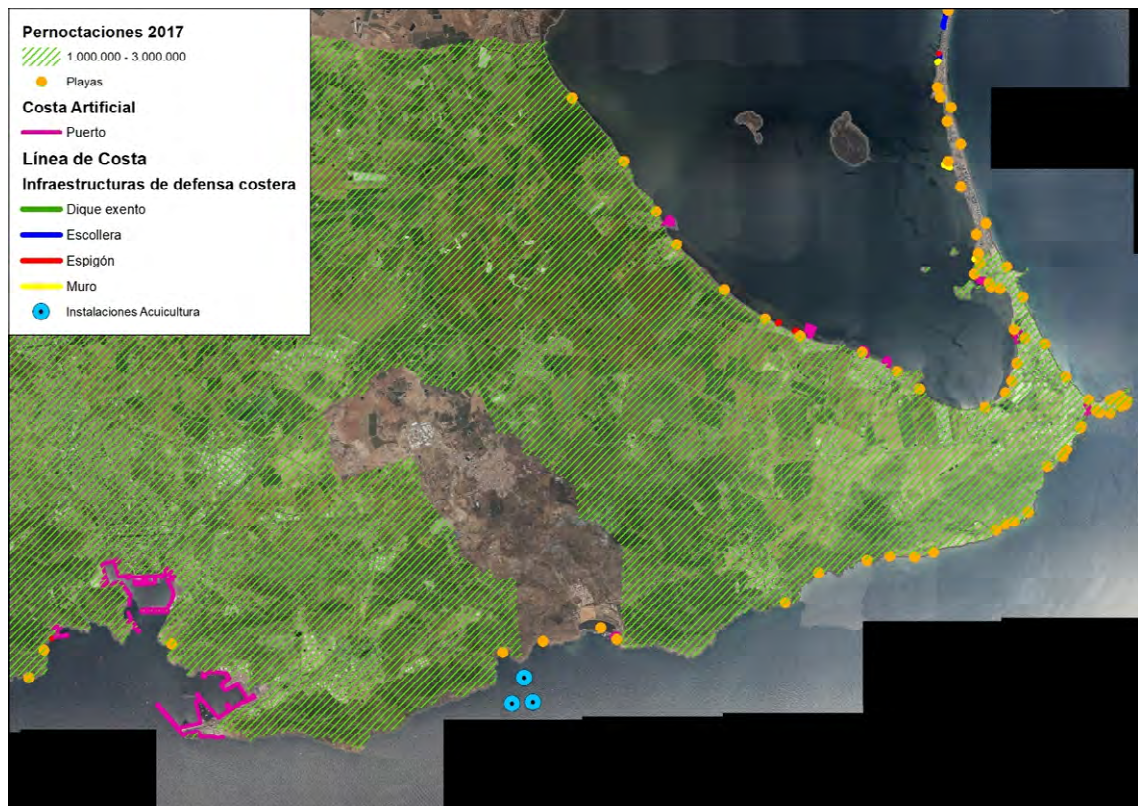 Pernoctaciones 2017
1.000.000 - 3.000.000
Playas
Costa Artificial
Puerto
Línea de Costa
Infraestructuras de defensa costera
Dique exento
Escollera
Espigón
Muro
Instalaciones Acuicultura